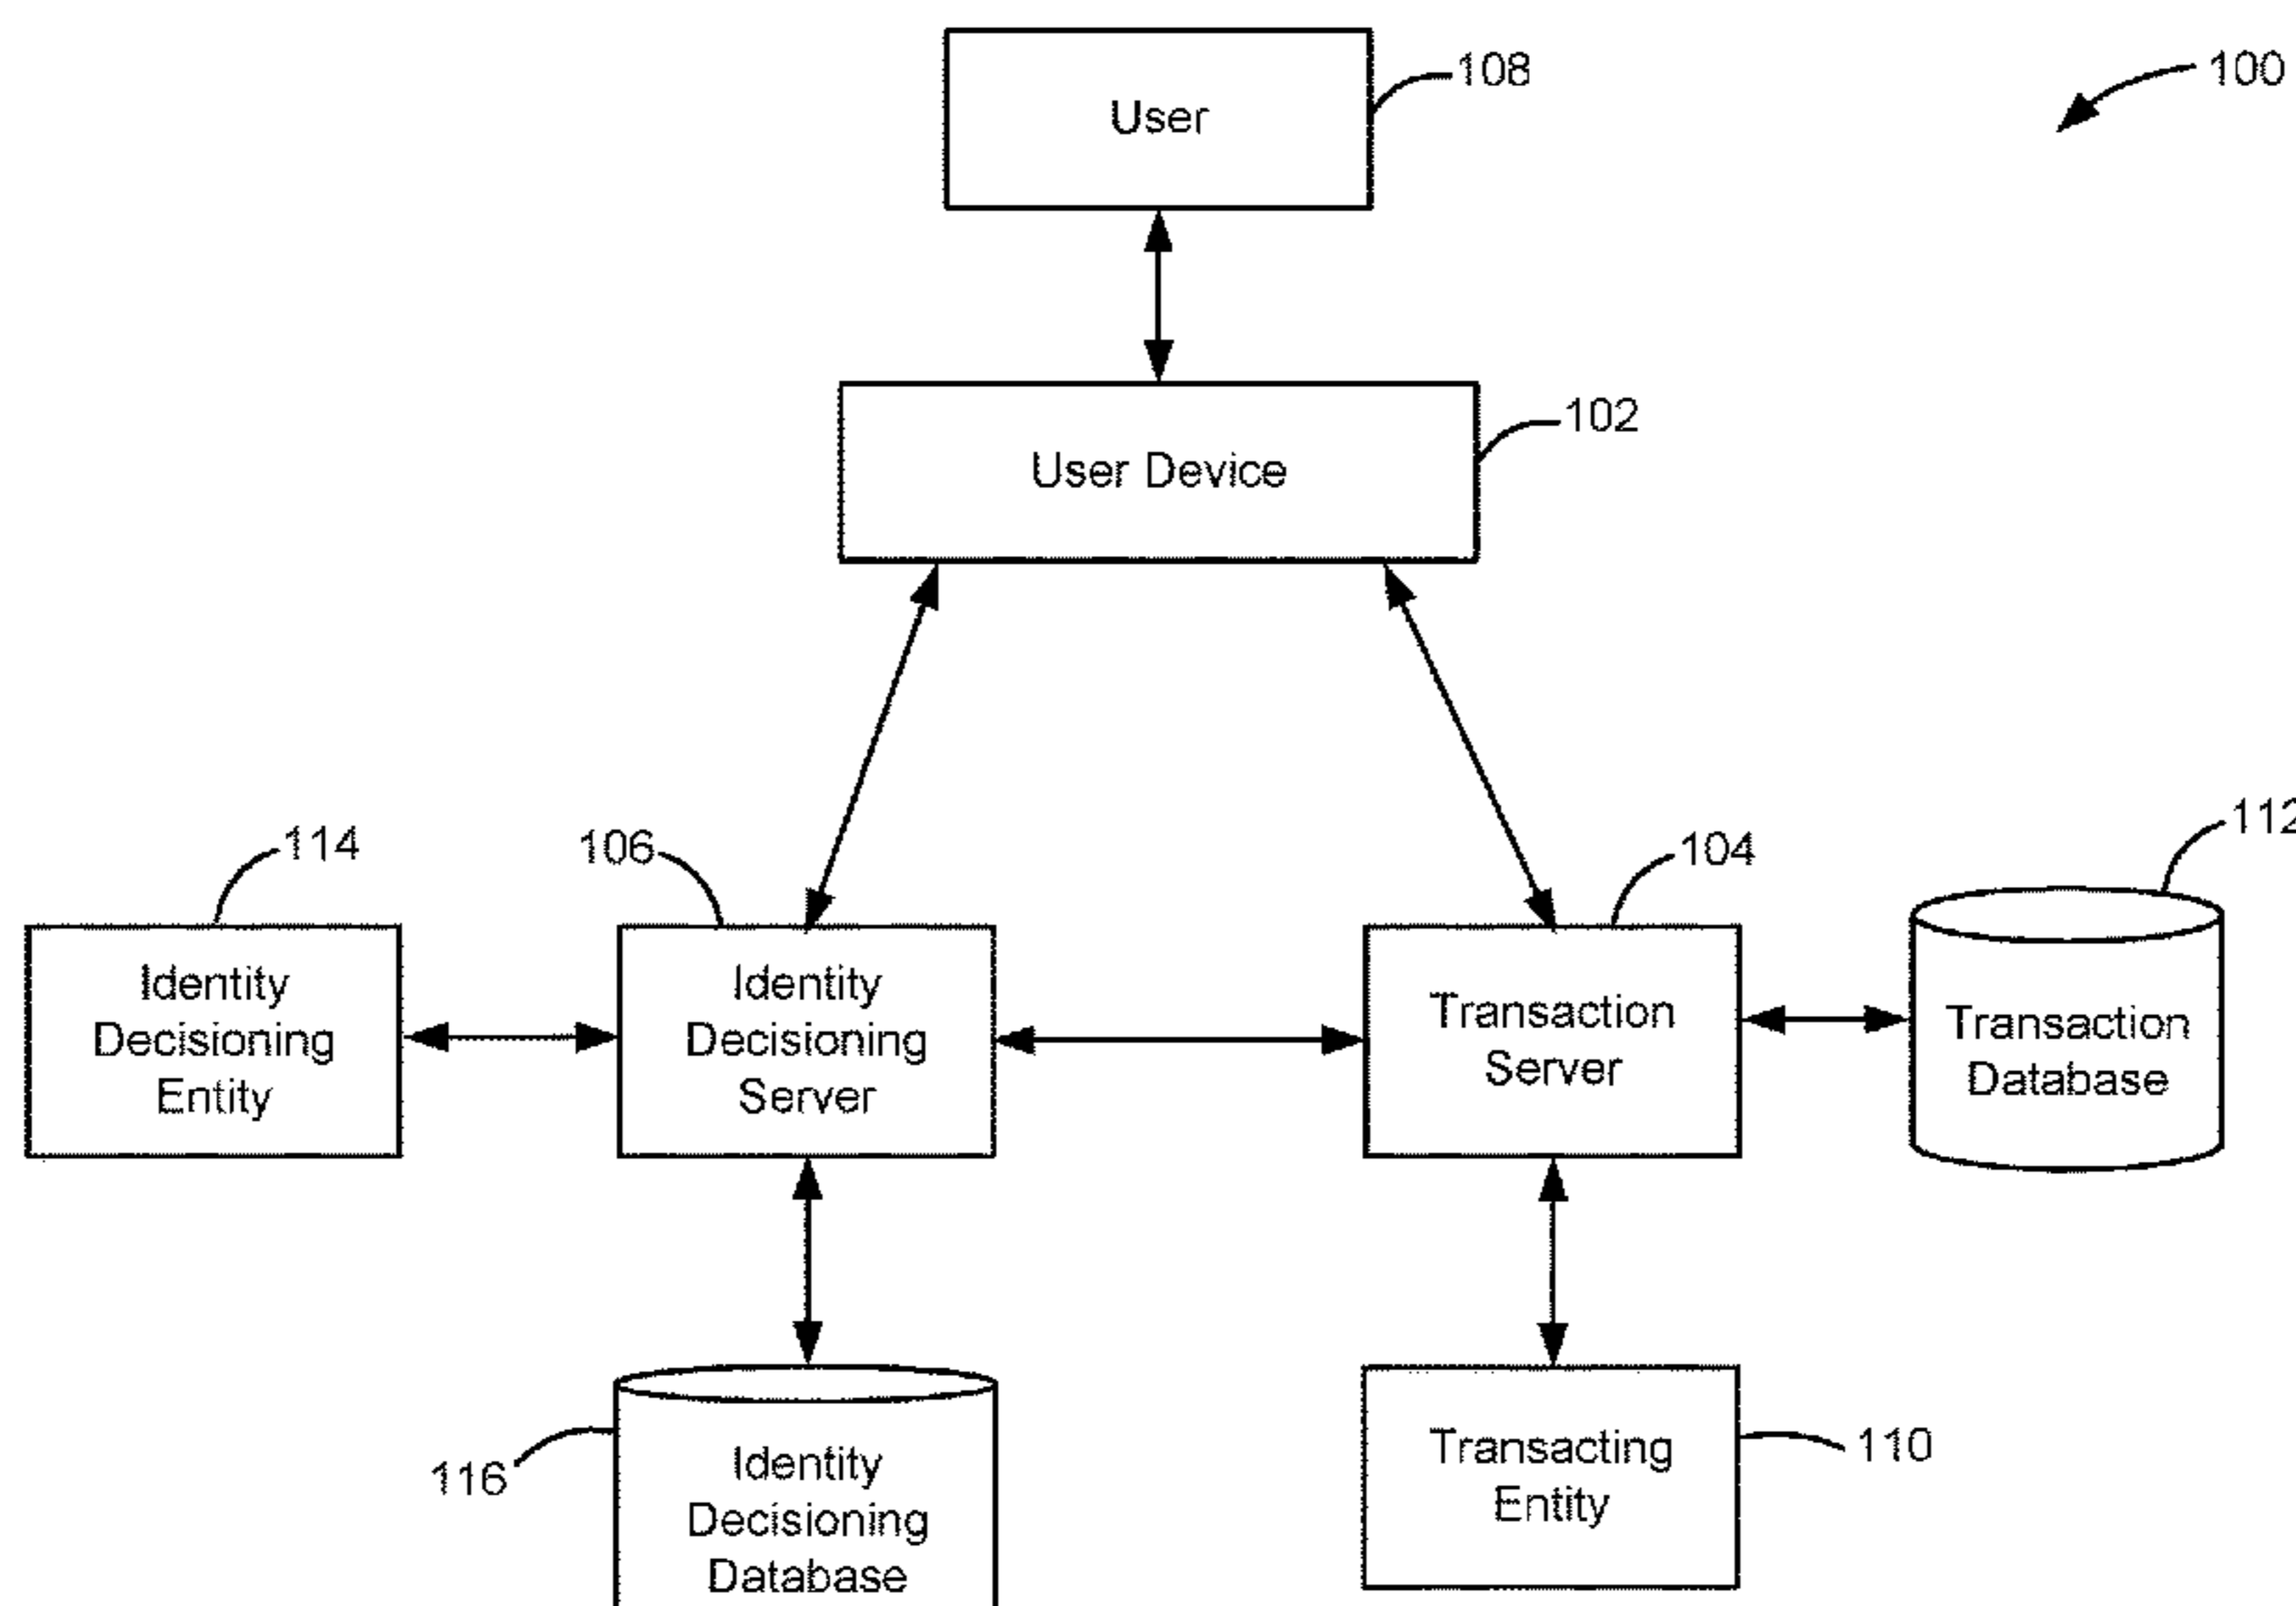 108
100
User
102
User Device
112
114
106
104
Identity
Decisioning
Entity
Identity
Decisioning
Server
Transaction
Server
Transaction
Database
116
Identity
Decisioning
Database
Transacting
Entity
110